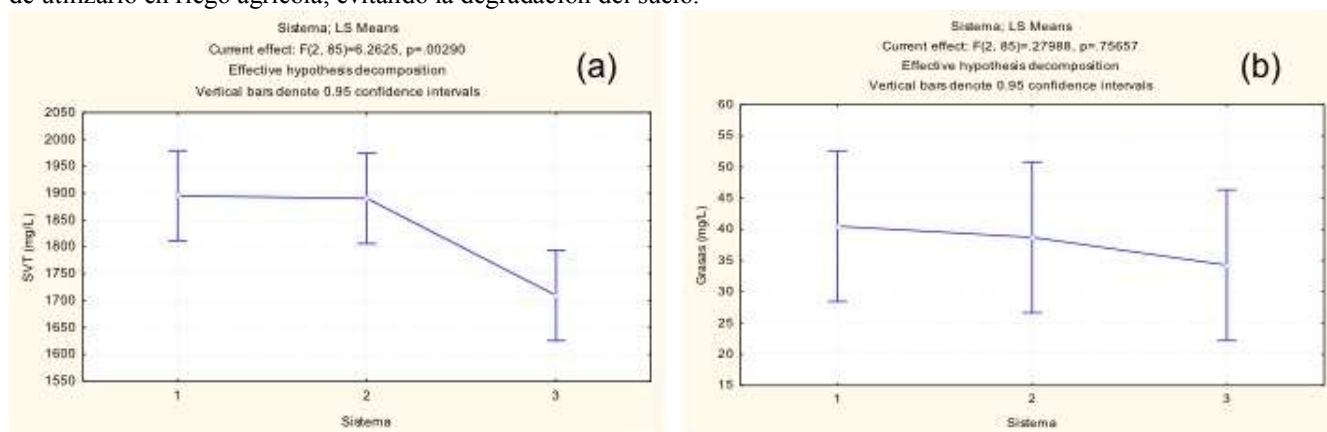 de utilizarlo en riego agrícola, evitando la degradación del suelo.
Sistema; LS Means
Current effect: F(2, 85)=6.2625, p=.00290
Effective hypothesis decomposition
Vertical bars denote 0.95 confidence intervals
(a)
2050
2000
1950
1900
1850
1800
1750
1700
1650
1600
1550
SVT (mg/L)
1 2 3
Sistema
Sistema; LS Means
Current effect: F(2, 85)=.27988, p=.75657
Effective hypothesis decomposition
Vertical bars denote 0.95 confidence intervals
(b)
60
55
50
45
40
35
30
25
20
15
Grasas (mg/L)
1 2 3
Sistema